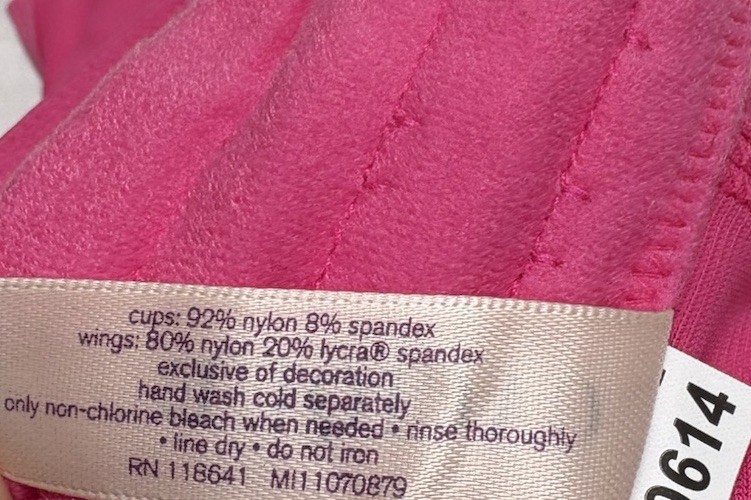 cups: 92% nylon 8% spandex
wings: 80% nylon 20% lycra® spandex
exclusive of decoration
hand wash cold separately
only non-chlorine bleach when needed • rinse thoroughly
• line dry • do not iron
RN 118641 MI11070879
0614